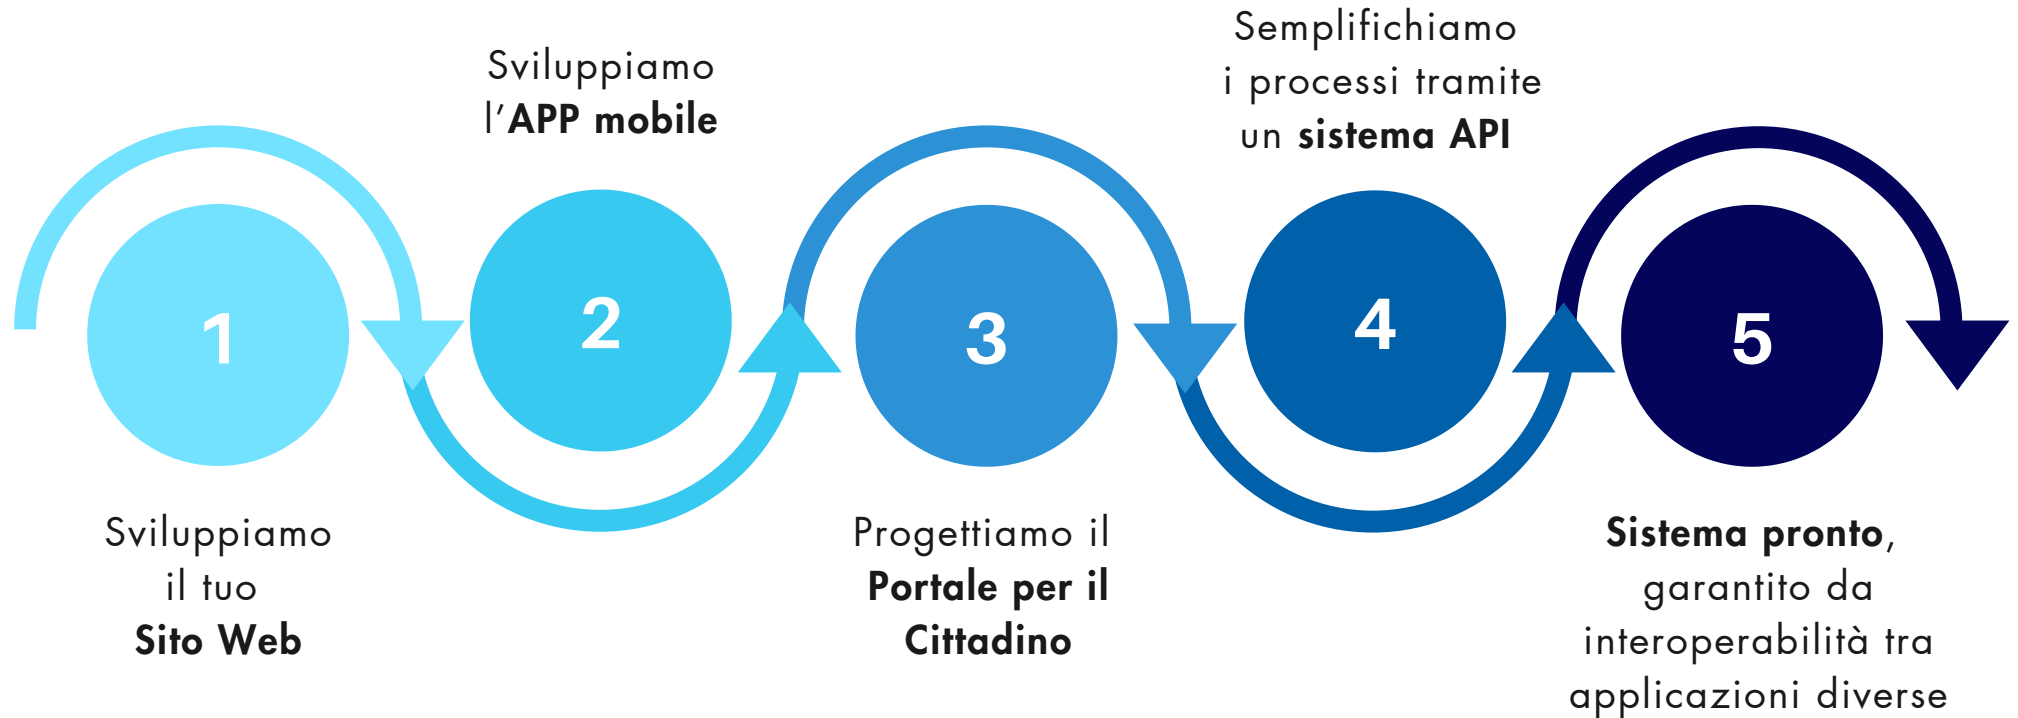 1
Sviluppiamo
il tuo
Sito Web
Sviluppiamo
l’APP mobile
2
3
Progettiamo il
Portale per il
Cittadino
Semplifichiamo
i processi tramite
un sistema API
4
5
Sistema pronto,
garantito da
interoperabilità tra
applicazioni diverse